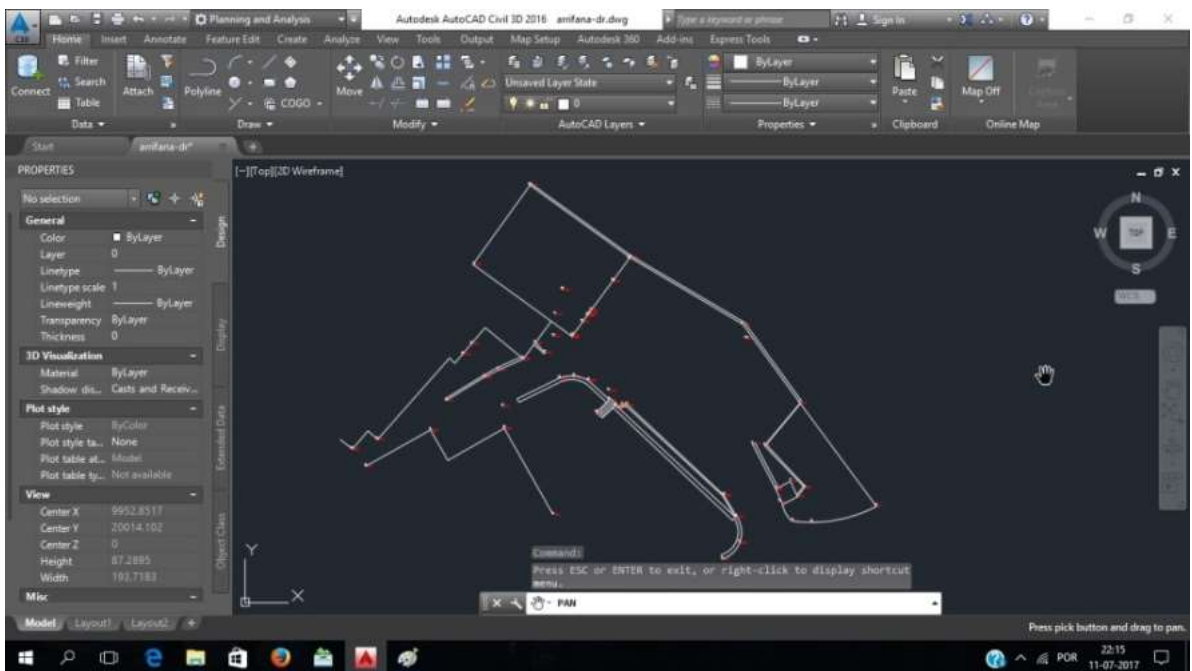 Planning and Analysis
Autodesk AutoCAD Civil 3D 2016 arrifana-dr.dwg
Type a keyword or phrase
Sign In
C3D
Home Insert Annotate Feature Edit Create Analyze View Tools Output Map Setup Autodesk 360 Add-ins Express Tools
Connect
Filter
Search
Table
Attach
Polyline
COGO
Move
Unsaved Layer State
0
ByLayer
ByLayer
ByLayer
Paste
Map Off
Data Draw Modify AutoCAD Layers Properties Clipboard Online Map
Start arrifana-dr*
PROPERTIES
[−][Top][2D Wireframe]
No selection
General
Color ByLayer
Layer 0
Linetype ByLayer
Linetype scale 1
Lineweight ByLayer
Transparency ByLayer
Thickness 0
3D Visualization
Material ByLayer
Shadow dis... Casts and Receiv...
Plot style
Plot style ByColor
Plot style ta... None
Plot table at... Model
Plot table ty... Not available
View
Center X 9952.8517
Center Y 20014.102
Center Z 0
Height 87.2895
Width 193.7183
Misc
Design
Display
Extended Data
Object Class
N
W TOP E
S
WCS
Y
X
Command:
Press ESC or ENTER to exit, or right-click to display shortcut
menu.
PAN
Model Layout1 Layout2
Press pick button and drag to pan.
POR
22:15
11-07-2017